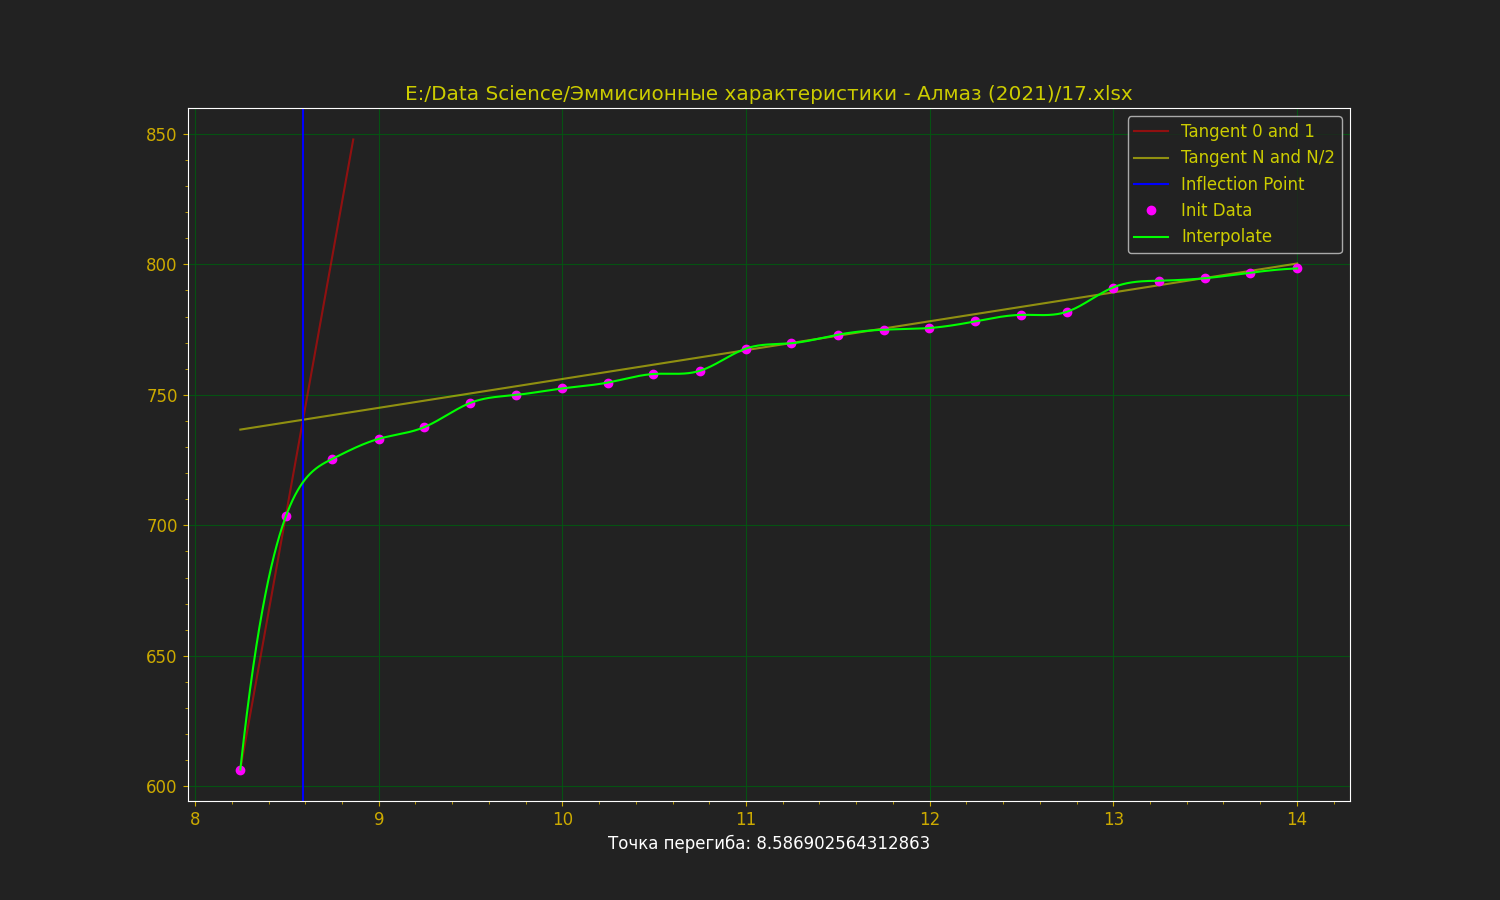 E:/Data Science/Эммисионные характеристики - Алмаз (2021)/17.xlsx
Tangent 0 and 1
Tangent N and N/2
Inflection Point
Init Data
Interpolate
850
800
750
700
650
600
8 9 10 11 12 13 14
Точка перегиба: 8.586902564312863